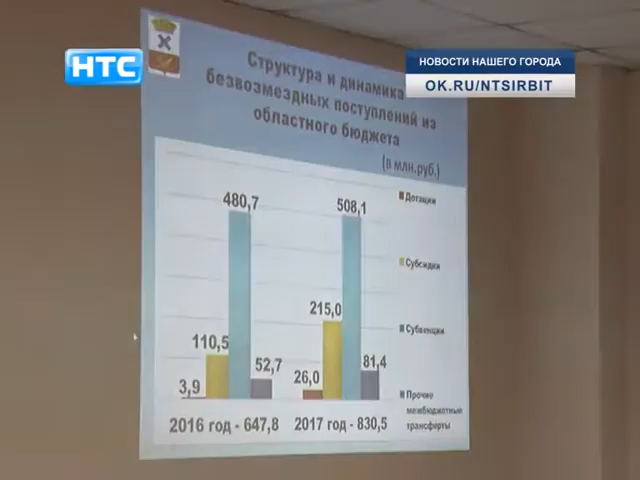 НТС
НОВОСТИ НАШЕГО ГОРОДА
OK.RU/NTSIRBIT
Структура и динамика
безвозмездных поступлений из
областного бюджета
(в млн.руб.)
480,7
508,1
Дотации
Субсидии
215,0
110,5
Субвенции
3,9
52,7
26,0
81,4
Прочие
межбюджетные
трансферты
2016 год - 647,8
2017 год - 830,5